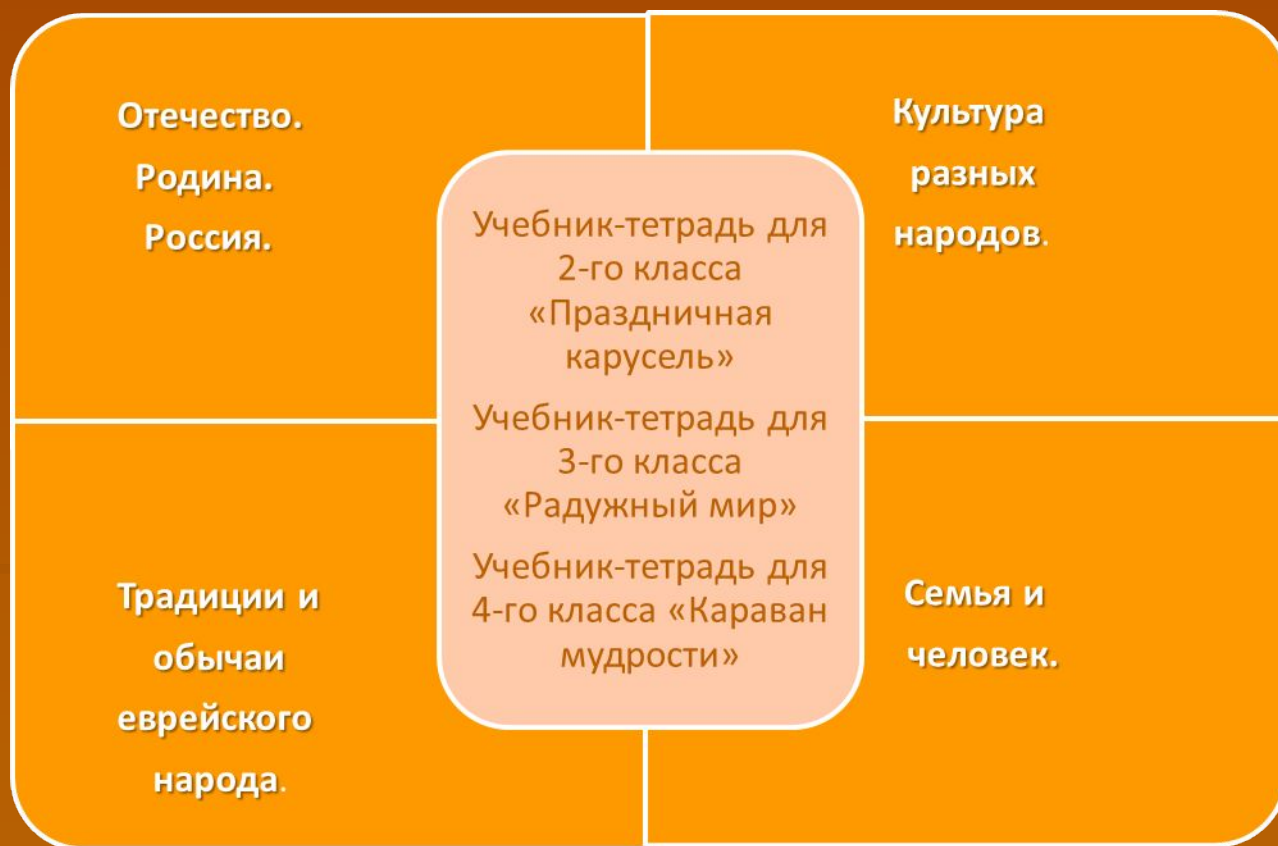 Отечество.
Родина.
Россия.
Культура
разных
народов.
Учебник-тетрадь для
2-го класса
«Праздничная
карусель»
Учебник-тетрадь для
3-го класса
«Радужный мир»
Учебник-тетрадь для
4-го класса «Караван
мудрости»
Традиции и
обычаи
еврейского
народа.
Семья и
человек.